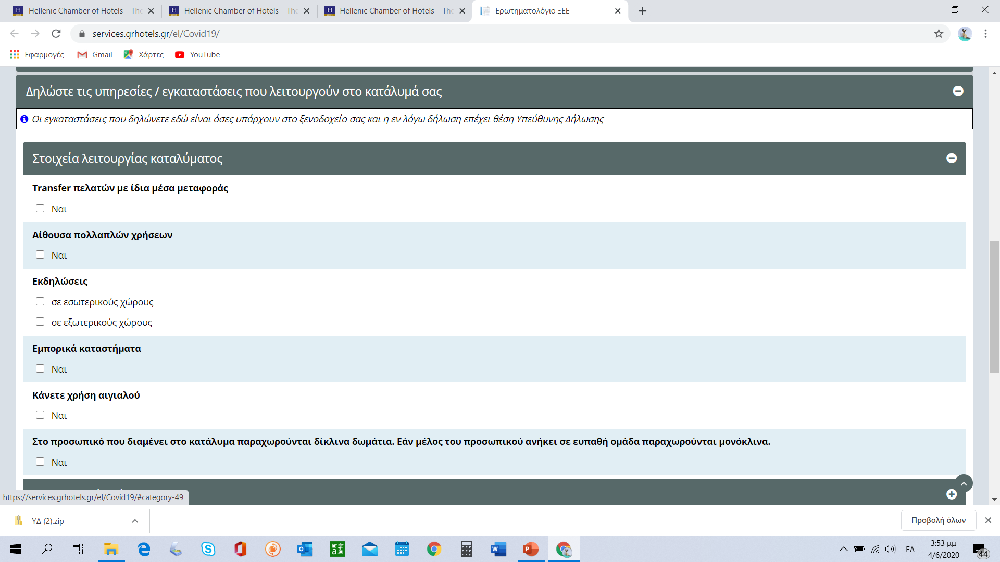 Hellenic Chamber of Hotels – The
Hellenic Chamber of Hotels – The
Hellenic Chamber of Hotels – The
Ερωτηματολόγιο ΞΕΕ
services.grhotels.gr/el/Covid19/
Εφαρμογές
Gmail
Χάρτες
YouTube
Δηλώστε τις υπηρεσίες / εγκαταστάσεις που λειτουργούν στο κατάλυμά σας
Οι εγκαταστάσεις που δηλώνετε εδώ είναι όσες υπάρχουν στο ξενοδοχείο σας και η εν λόγω δήλωση επέχει θέση Υπεύθυνης Δήλωσης
Στοιχεία λειτουργίας καταλύματος
Transfer πελατών με ίδια μέσα μεταφοράς
Ναι
Αίθουσα πολλαπλών χρήσεων
Ναι
Εκδηλώσεις
σε εσωτερικούς χώρους
σε εξωτερικούς χώρους
Εμπορικά καταστήματα
Ναι
Κάνετε χρήση αιγιαλού
Ναι
Στο προσωπικό που διαμένει στο κατάλυμα παραχωρούνται δίκλινα δωμάτια. Εάν μέλος του προσωπικού ανήκει σε ευπαθή ομάδα παραχωρούνται μονόκλινα.
Ναι
https://services.grhotels.gr/el/Covid19/#category-49
ΥΔ (2).zip
Προβολή όλων
ΕΛ
3:53 μμ
4/6/2020
44